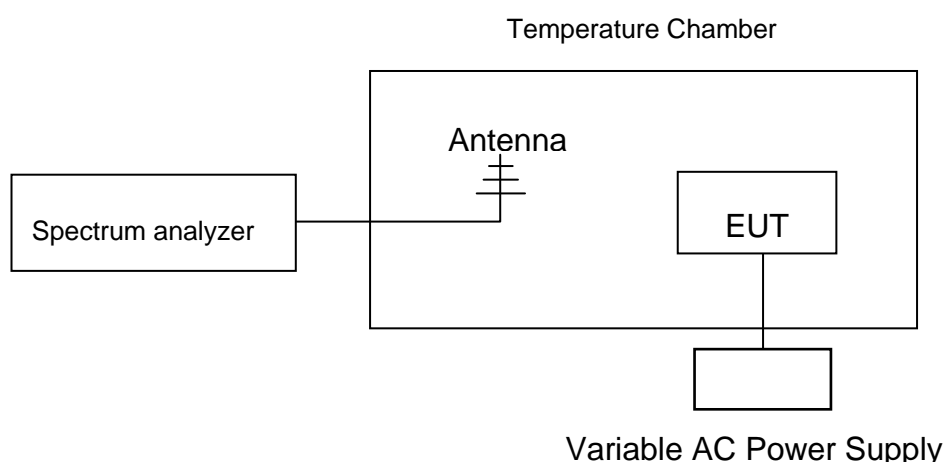 Temperature Chamber
Antenna
Spectrum analyzer
EUT
Variable AC Power Supply